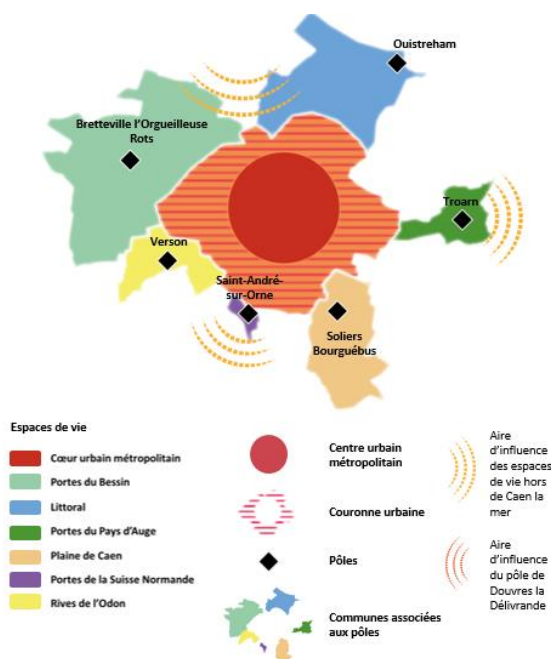 Ouistreham
Bretteville l'Orgueilleuse
Rots
Troarn
Verson
Saint-André-
sur-Orne
Soliers
Bourguébus
Espaces de vie
Cœur urbain métropolitain
Portes du Bessin
Littoral
Portes du Pays d'Auge
Plaine de Caen
Portes de la Suisse Normande
Rives de l'Odon
Centre urbain
métropolitain
Couronne urbaine
Pôles
Communes associées
aux pôles
Aire
d'influence
des espaces
de vie hors
de Caen la
mer
Aire
d'influence
du pôle de
Douvres la
Délivrande